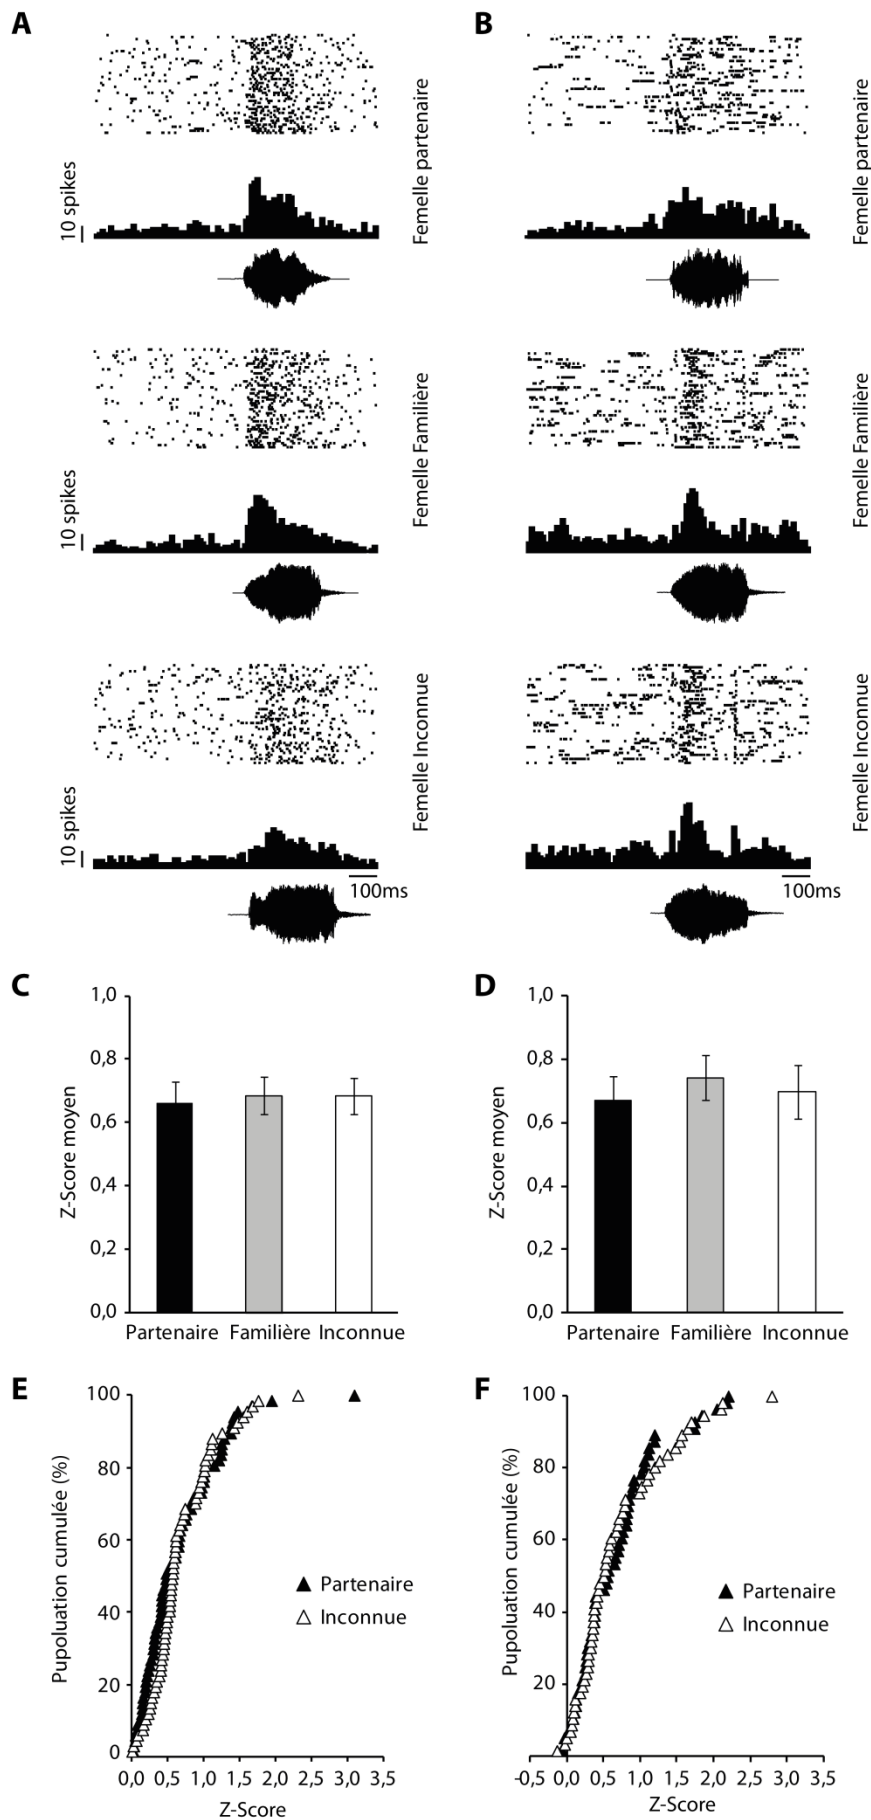 A
B
10 spikes
Femelle partenaire
Femelle partenaire
10 spikes
Femelle Familière
Femelle Familière
10 spikes
Femelle Inconnue
Femelle Inconnue
100ms
100ms
C
1,0
0,8
0,6
0,4
0,2
0,0
Z-Score moyen
Partenaire Familière Inconnue
D
1,0
0,8
0,6
0,4
0,2
0,0
Z-Score moyen
Partenaire Familière Inconnue
E
100
80
60
40
20
0
Pupoluation cumulée (%)
Partenaire
Inconnue
0,0 0,5 1,0 1,5 2,0 2,5 3,0 3,5
Z-Score
F
100
80
60
40
20
Pupoluation cumulée (%)
Partenaire
Inconnue
-0,5 0,0 0,5 1,0 1,5 2,0 2,5 3,0 3,5
Z-Score